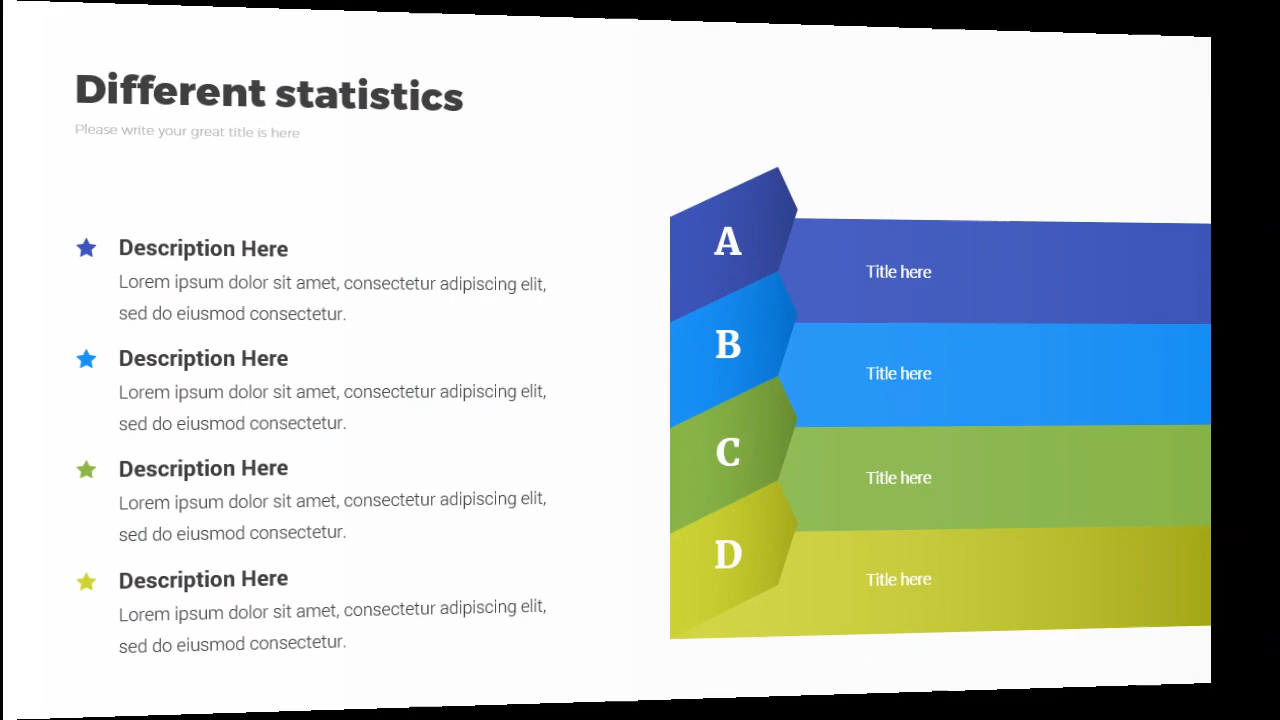 Different statistics
Please write your great title is here
Description Here
Lorem ipsum dolor sit amet, consectetur adipiscing elit,
sed do eiusmod consectetur.
Description Here
Lorem ipsum dolor sit amet, consectetur adipiscing elit,
sed do eiusmod consectetur.
Description Here
Lorem ipsum dolor sit amet, consectetur adipiscing elit,
sed do eiusmod consectetur.
Description Here
Lorem ipsum dolor sit amet, consectetur adipiscing elit,
sed do eiusmod consectetur.
A
Title here
B
Title here
C
Title here
D
Title here